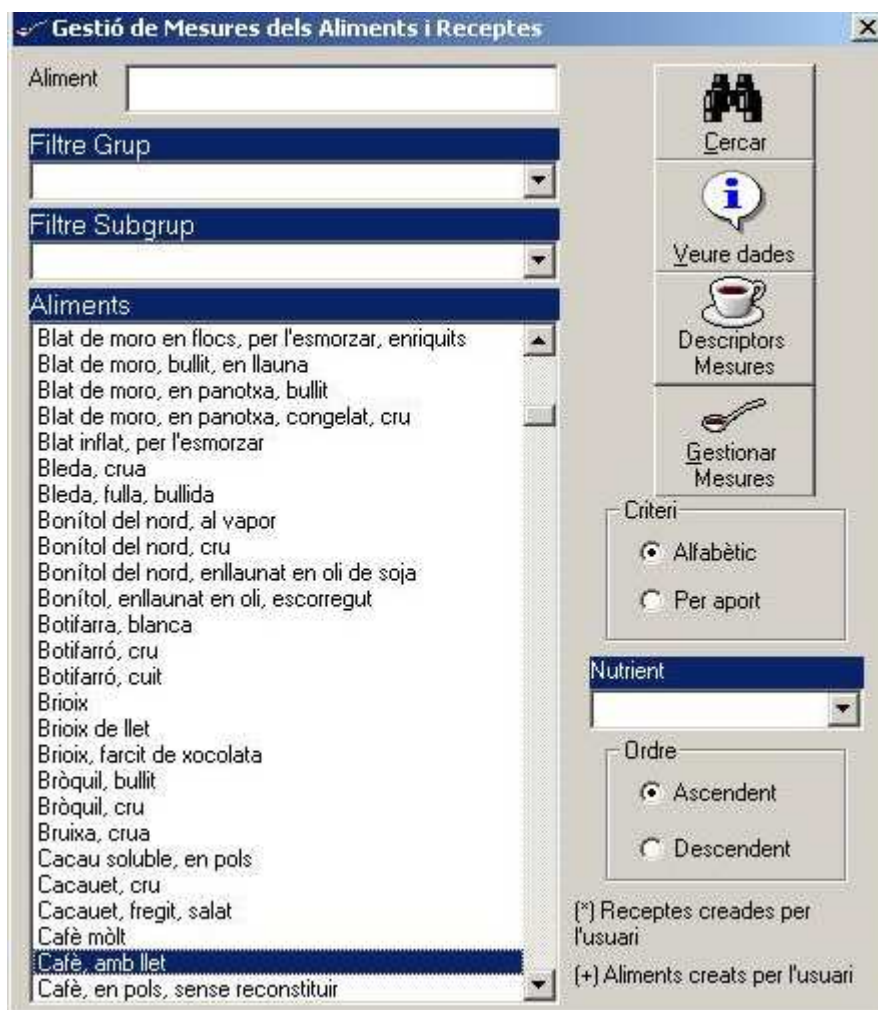 Gestió de Mesures dels Aliments i Receptes
Aliment
Filtre Grup
Filtre Subgrup
Aliments
Blat de moro en flocs, per l'esmorzar, enriquits
Blat de moro, bullit, en llauna
Blat de moro, en panotxa, bullit
Blat de moro, en panotxa, congelat, cru
Blat inflat, per l'esmorzar
Bleda, crua
Bleda, fulla, bullida
Bonítol del nord, al vapor
Bonítol del nord, cru
Bonítol del nord, enllaunat en oli de soja
Bonítol, enllaunat en oli, escorregut
Botifarra, blanca
Botifarró, cru
Botifarró, cuit
Brioix
Brioix de llet
Brioix, farcit de xocolata
Bròquil, bullit
Bròquil, cru
Bruixa, crua
Cacau soluble, en pols
Cacauet, cru
Cacauet, fregit, salat
Cafè mòlt
Cafè, amb llet
Cafè, en pols, sense reconstituir
Cercar
Veure dades
Descriptors
Mesures
Gestionar
Mesures
Criteri
Alfabètic
Per aport
Nutrient
Ordre
Ascendent
Descendent
(*) Receptes creades per
l'usuari
(+) Aliments creats per l'usuari